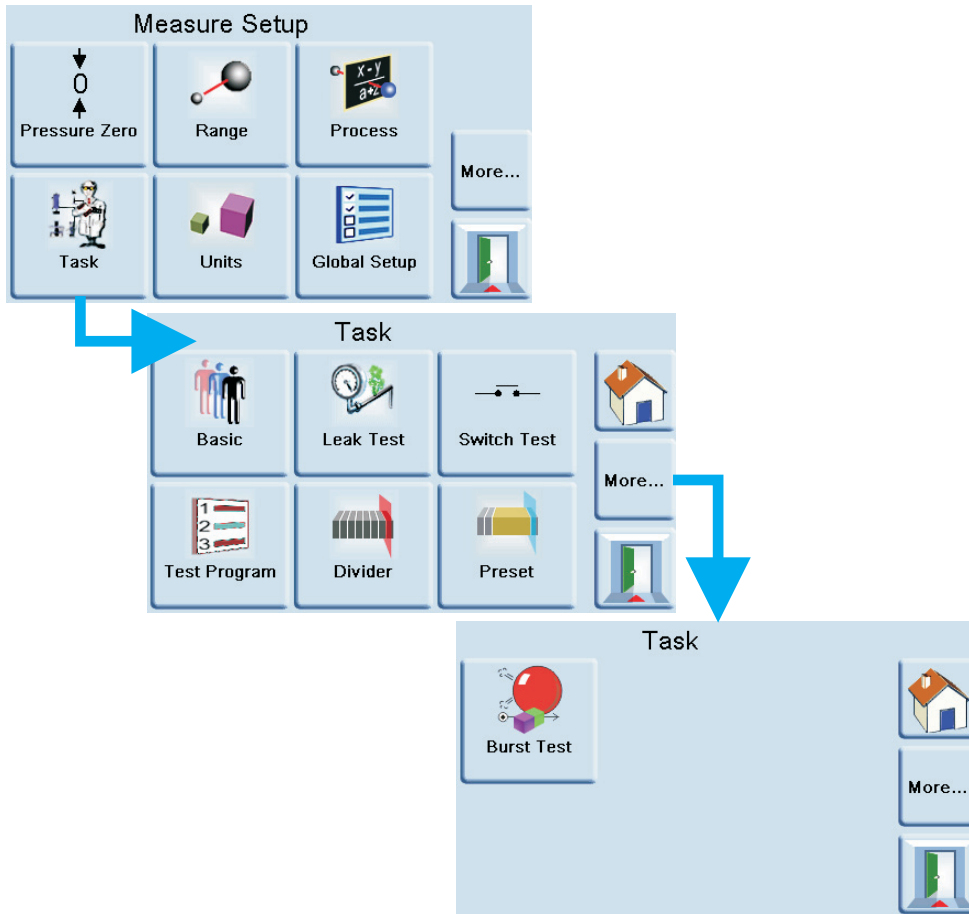 Measure Setup
0
Pressure Zero
Range
x - y
a+z
Process
More...
Task
Units
Global Setup
Task
Basic
Leak Test
Switch Test
More...
1
2
3
Test Program
Divider
Preset
Task
Burst Test
More...